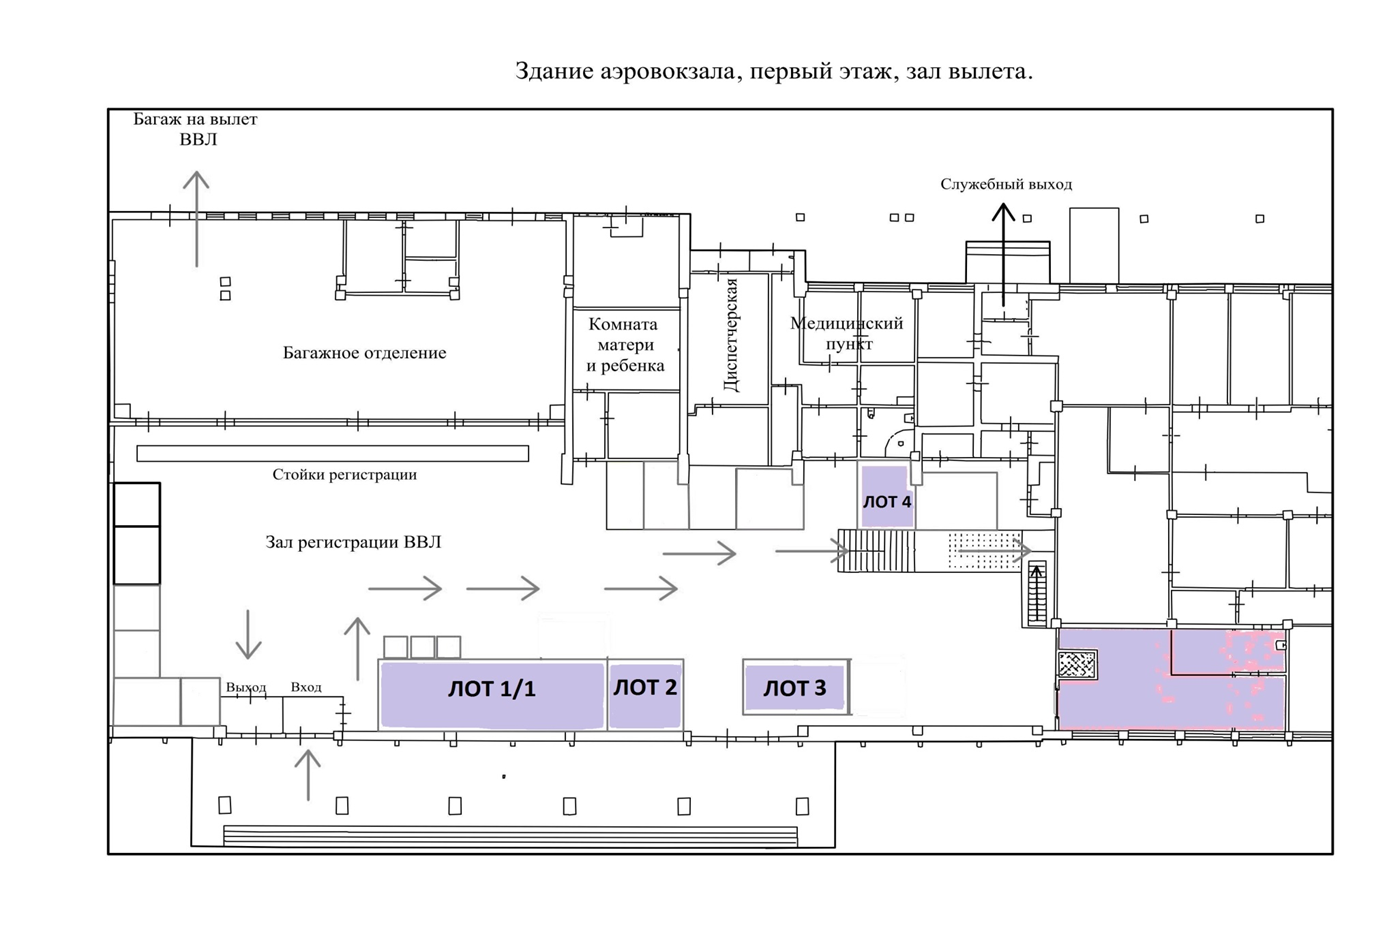 Здание аэровокзала, первый этаж, зал вылета.
Багаж на вылет
ВВЛ
Служебный выход
Комната
матери
и ребенка
Диспетчерская
Медицинский
пункт
Багажное отделение
Стойки регистрации
ЛОТ 4
Зал регистрации ВВЛ
Выход
Вход
ЛОТ 1/1
ЛОТ 2
ЛОТ 3